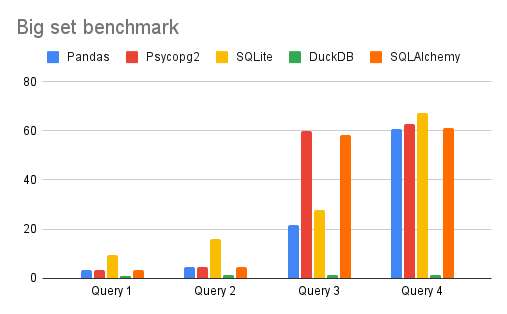 Big set benchmark
Pandas Psycopg2 SQLite DuckDB SQLAlchemy
80
60
40
20
0
Query 1 Query 2 Query 3 Query 4